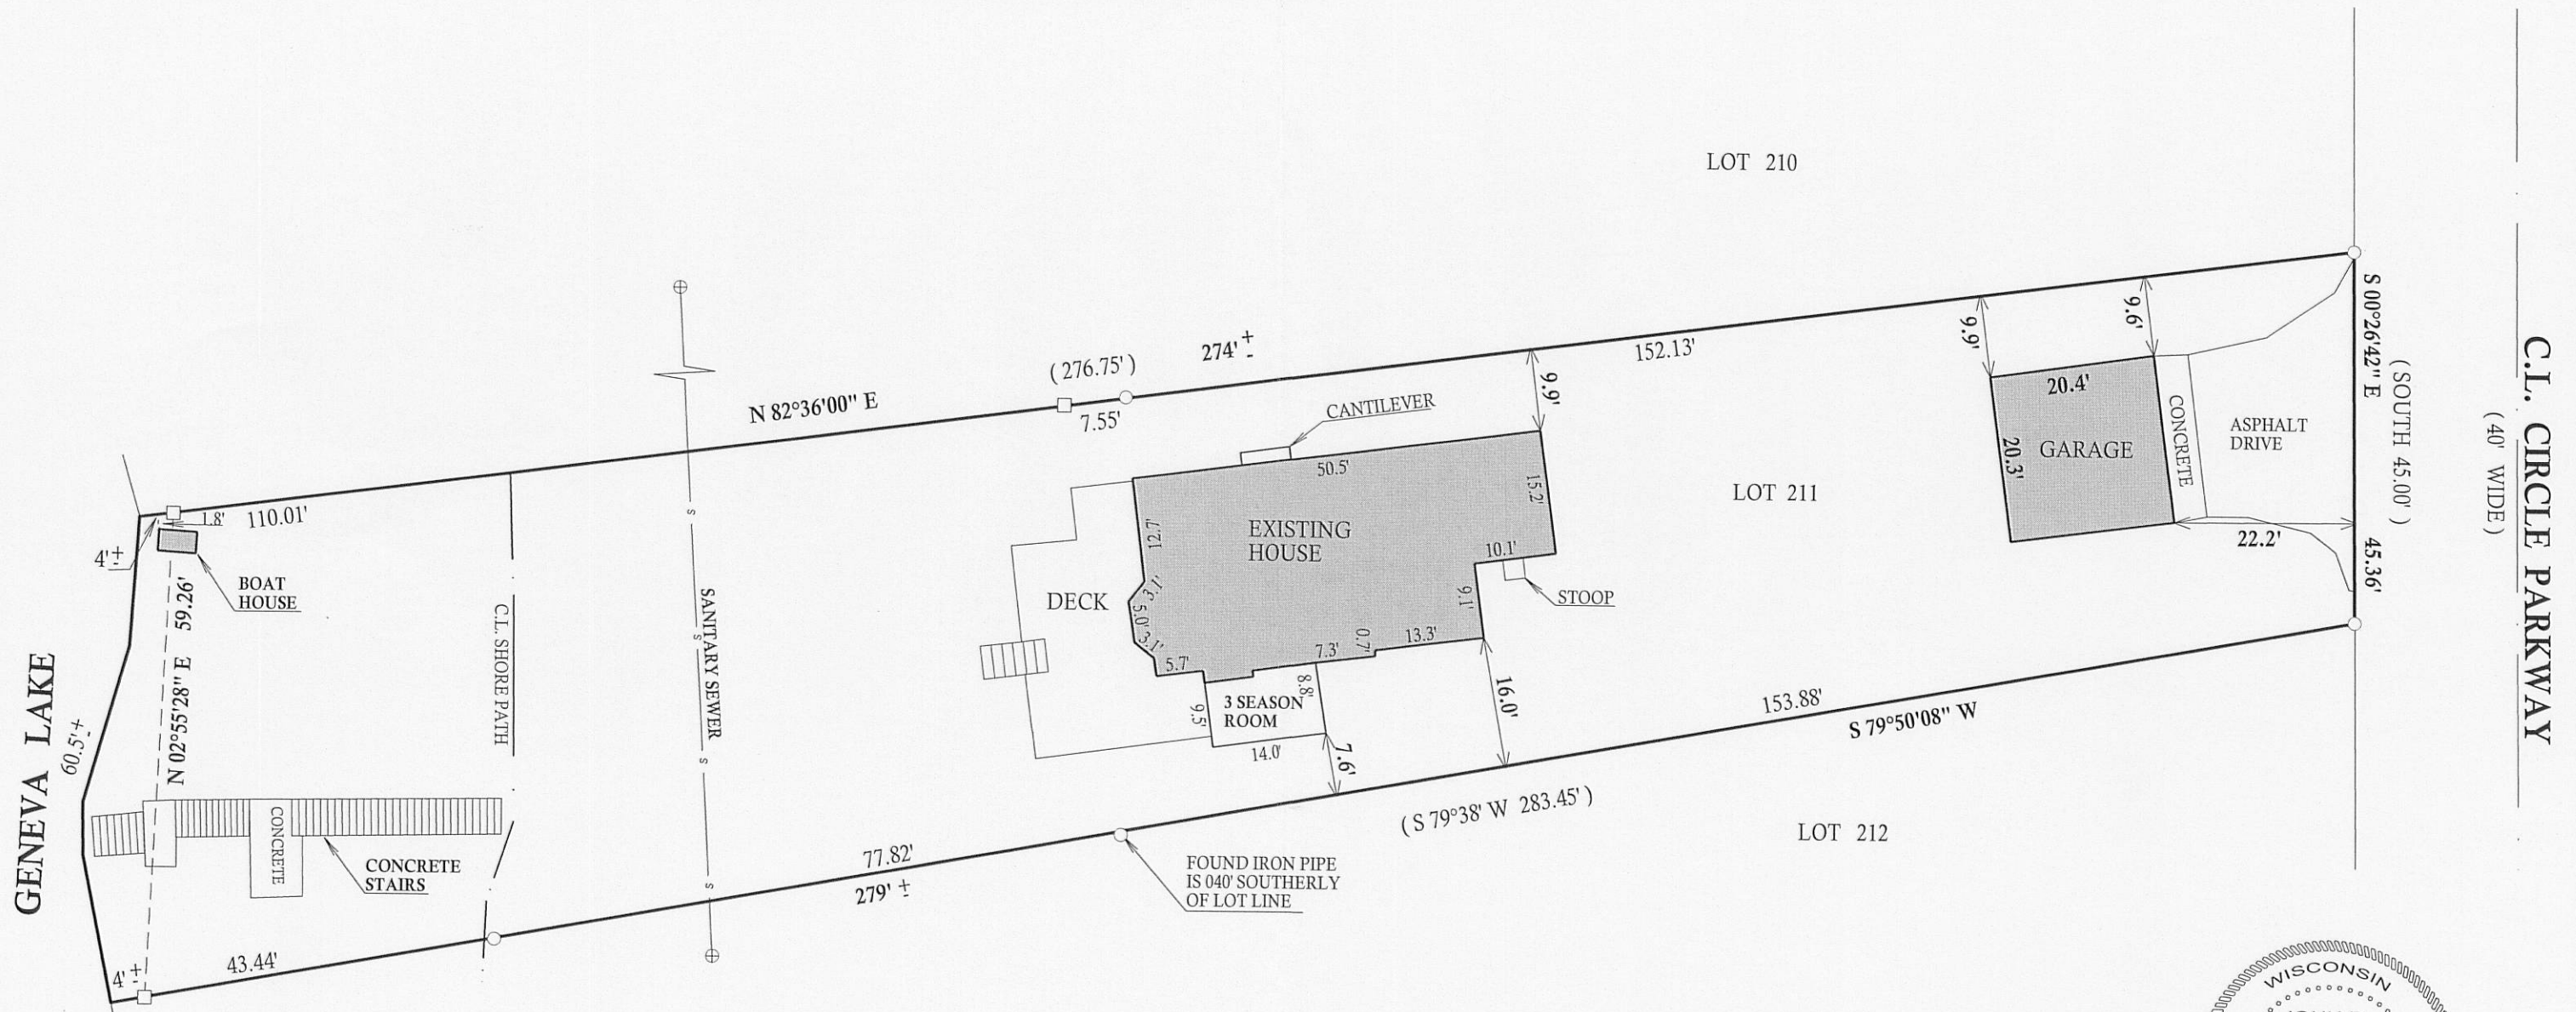 LOT 210
C.L. CIRCLE PARKWAY
( 40' WIDE )
( SOUTH 45.00' )
S 00°26'42" E
45.36'
N 82°36'00" E
( 276.75' )
274' ±
7.55'
152.13'
110.01'
1.8'
4' ±
BOAT
HOUSE
N 02°55'28" E 59.26'
GENEVA LAKE
60.5' ±
C.L. SHORE PATH
S
S
S
S
SANITARY SEWER
CANTILEVER
50.5'
9.9'
15.2'
EXISTING
HOUSE
12.7'
3.1'
5.0'
3.1'
5.7'
7.3'
0.7'
13.3'
9.1'
10.1'
STOOP
DECK
3 SEASON
ROOM
9.5'
8.8'
14.0'
7.6'
16.0'
LOT 211
9.9'
9.6'
20.4'
20.3'
GARAGE
CONCRETE
ASPHALT
DRIVE
22.2'
153.88'
S 79°50'08" W
( S 79°38' W 283.45' )
LOT 212
FOUND IRON PIPE
IS 040' SOUTHERLY
OF LOT LINE
77.82'
279' ±
CONCRETE
CONCRETE
STAIRS
43.44'
4' ±
WISCONSIN